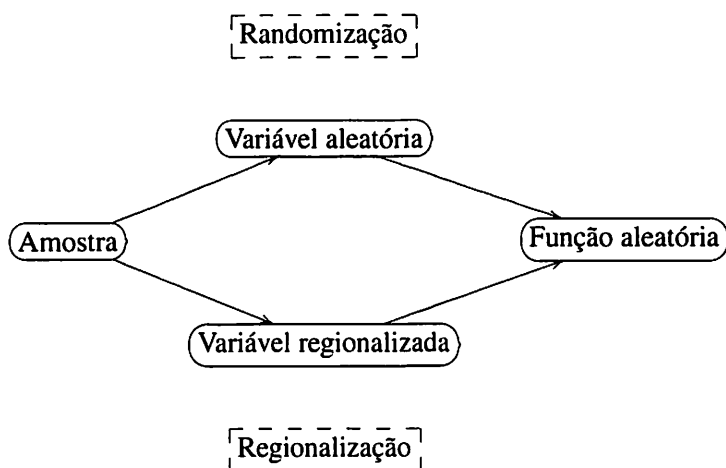 Randomização
Variável aleatória
Amostra
Função aleatória
Variável regionalizada
Regionalização